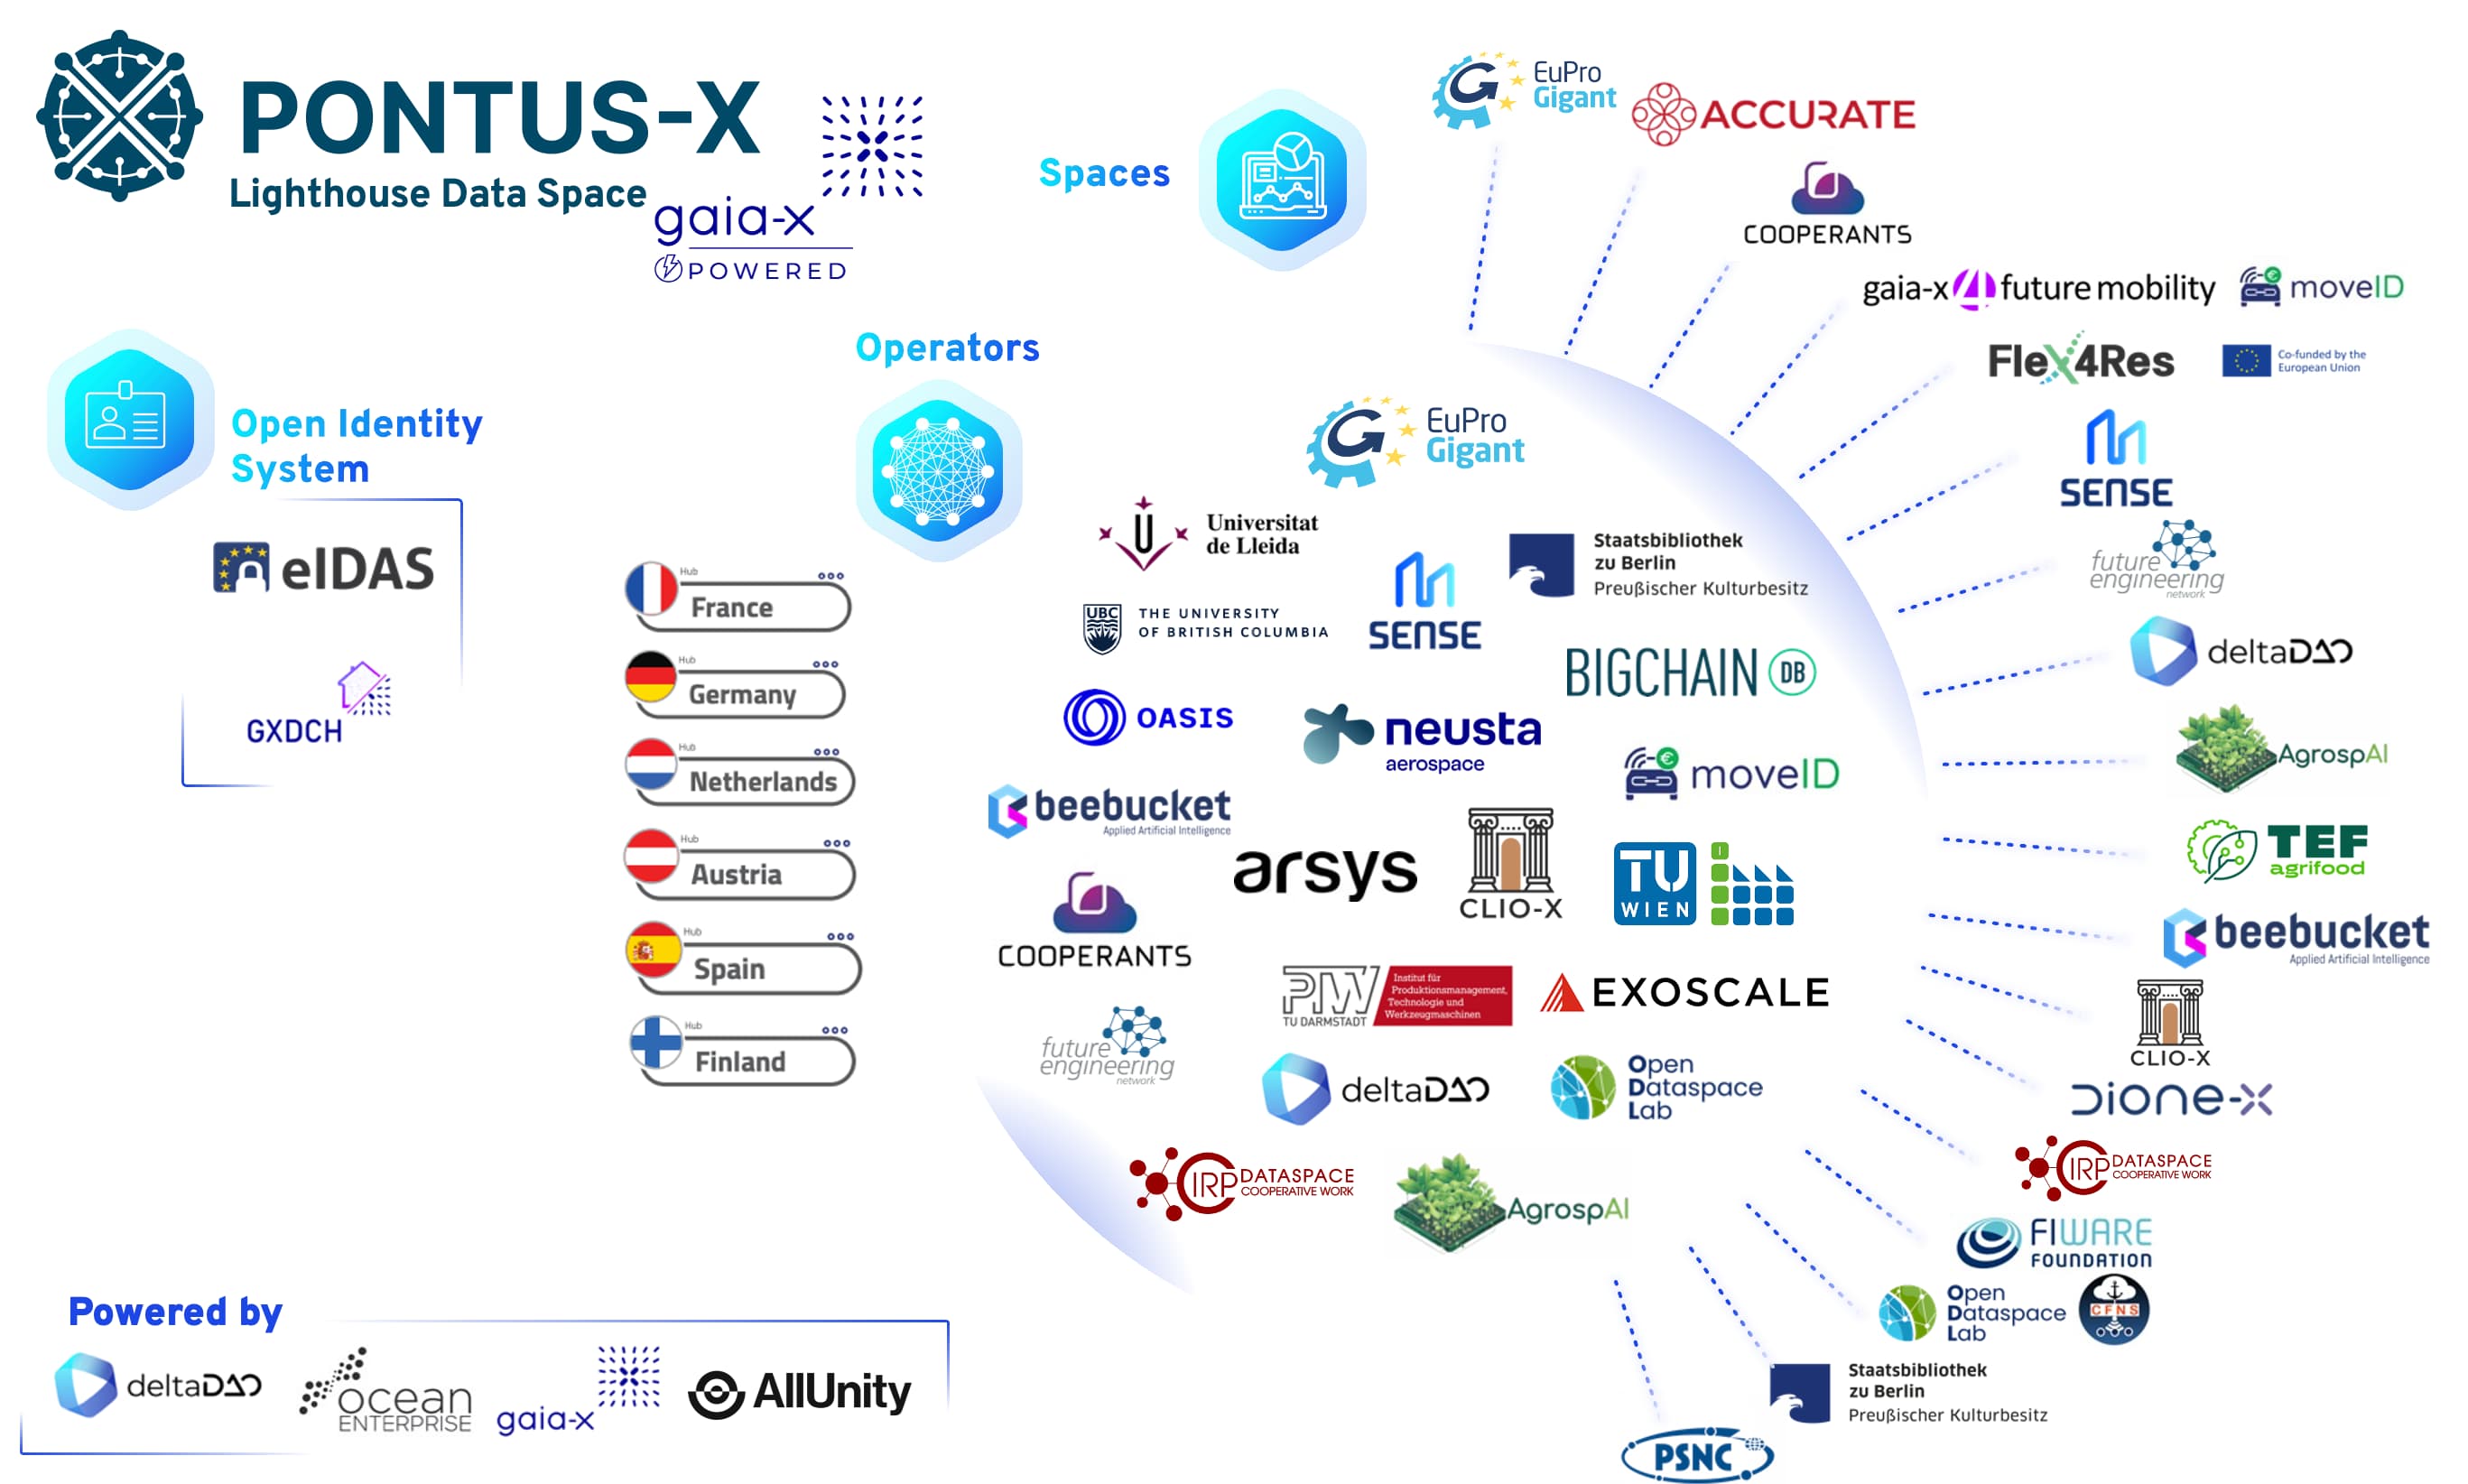 PONTUS-X
Lighthouse Data Space
gaia-x
POWERED
Spaces
EuPro
Gigant
ACCURATE
COOPERANTS
gaia-x 4 future mobility
moveID
Flex4Res
Co-funded by the
European Union
SENSE
future
engineering
network
deltaDAO
AgrospAI
TEF
agrifood
beebucket
Applied Artificial Intelligence
CLIO-X
Dione-X
CIRP DATASPACE
COOPERATIVE WORK
FIWARE
FOUNDATION
Open
Dataspace
Lab
CFNS
Staatsbibliothek
zu Berlin
Preußischer Kulturbesitz
PSNC
Open Identity
System
eIDAS
GXDCH
Operators
Hub
France
Hub
Germany
Hub
Netherlands
Hub
Austria
Hub
Spain
Hub
Finland
EuPro
Gigant
Universitat
de Lleida
Staatsbibliothek
zu Berlin
Preußischer Kulturbesitz
SENSE
UBC
THE UNIVERSITY
OF BRITISH COLUMBIA
BIGCHAIN DB
OASIS
neusta
aerospace
moveID
beebucket
Applied Artificial Intelligence
arsys
CLIO-X
TU
WIEN
COOPERANTS
PTW
TU DARMSTADT
Institut für
Produktionsmanagement,
Technologie und
Werkzeugmaschinen
EXOSCALE
future
engineering
network
deltaDAO
Open
Dataspace
Lab
CIRP DATASPACE
COOPERATIVE WORK
AgrospAI
Powered by
deltaDAO
ocean
ENTERPRISE
gaia-x
AllUnity